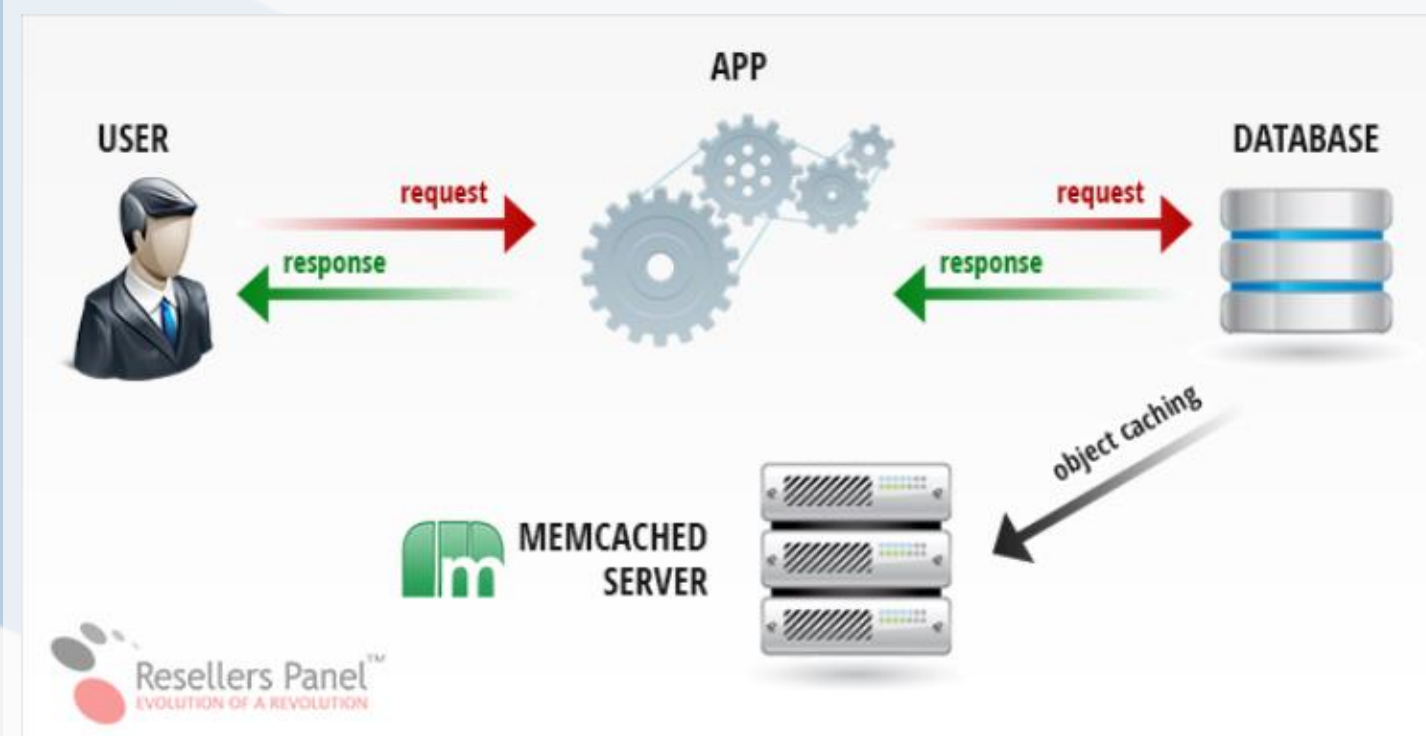 APP
USER
DATABASE
request
request
response
response
object caching
m
MEMCACHED
SERVER
Resellers Panel™
EVOLUTION OF A REVOLUTION